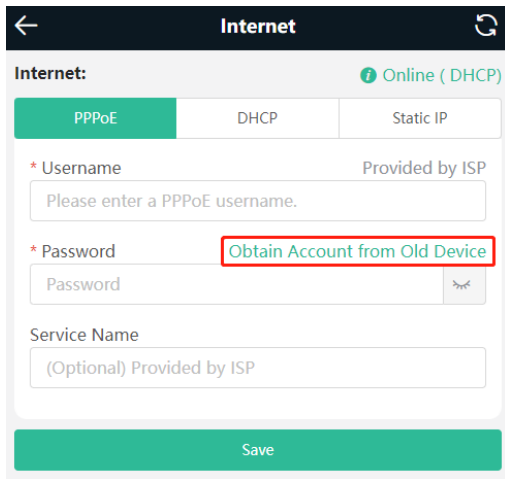 Internet
Internet:
Online ( DHCP)
PPPoE
DHCP
Static IP
* Username
Provided by ISP
Please enter a PPPoE username.
* Password
Obtain Account from Old Device
Password
Service Name
(Optional) Provided by ISP
Save